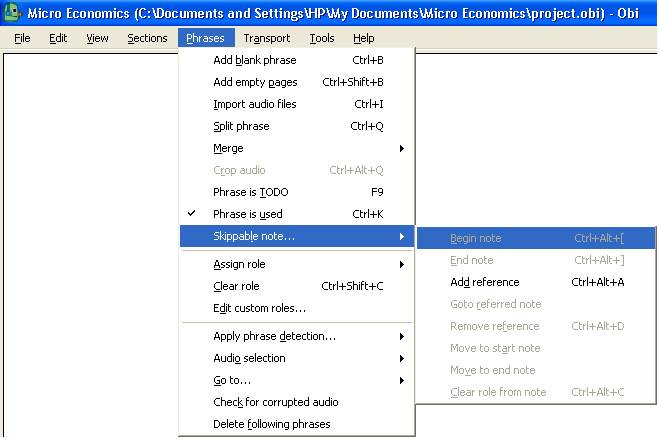 Micro Economics (C:\Documents and Settings\HP\My Documents\Micro Economics\project.obi) - Obi
File Edit View Sections Phrases Transport Tools Help
Add blank phrase Ctrl+B
Add empty pages Ctrl+Shift+B
Import audio files Ctrl+I
Split phrase Ctrl+Q
Merge
Crop audio Ctrl+Alt+Q
Phrase is TODO F9
Phrase is used Ctrl+K
Skippable note...
Assign role
Clear role Ctrl+Shift+C
Edit custom roles...
Apply phrase detection...
Audio selection
Go to...
Check for corrupted audio
Delete following phrases
Begin note Ctrl+Alt+[
End note Ctrl+Alt+]
Add reference Ctrl+Alt+A
Goto referred note
Remove reference Ctrl+Alt+D
Move to start note
Move to end note
Clear role from note Ctrl+Alt+C